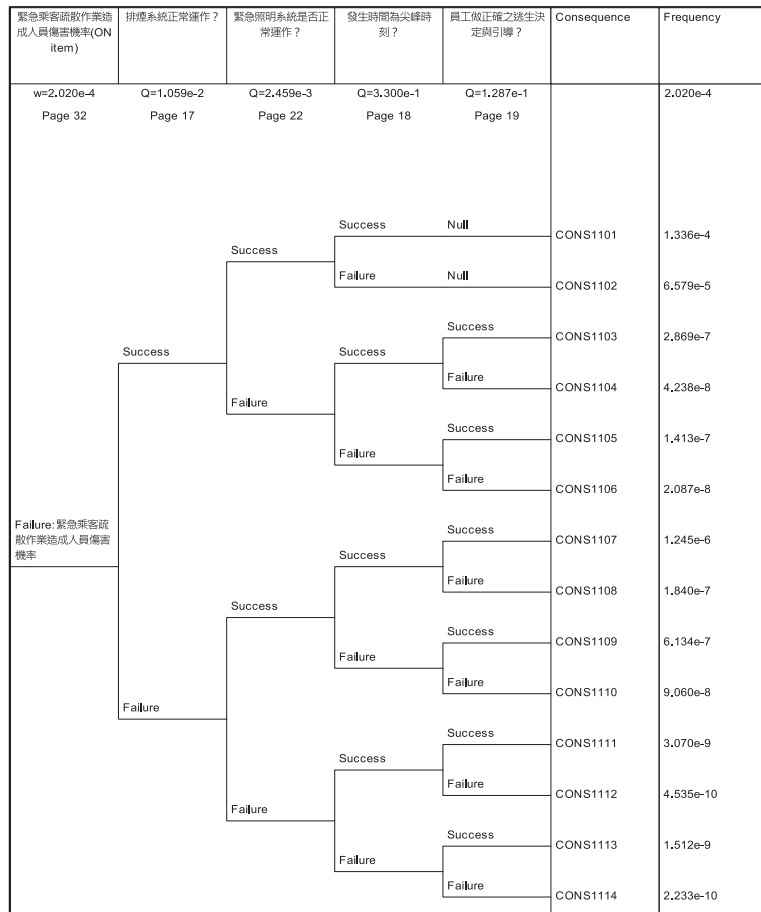 緊急乘客疏散作業造
成人員傷害機率(ON
item)
排煙系統正常運作？
緊急照明系統是否正
常運作？
發生時間為尖峰時
刻？
員工做正確之逃生決
定與引導？
Consequence
Frequency
w=2.020e-4
Q=1.059e-2
Q=2.459e-3
Q=3.300e-1
Q=1.287e-1
2.020e-4
Page 32
Page 17
Page 22
Page 18
Page 19
Success
Null
CONS1101
1.336e-4
Success
Failure
Null
CONS1102
6.579e-5
Success
CONS1103
2.869e-7
Success
Success
Failure
CONS1104
4.238e-8
Failure
Success
CONS1105
1.413e-7
Failure
Failure
CONS1106
2.087e-8
Failure: 緊急乘客疏
散作業造成人員傷害
機率
Success
CONS1107
1.245e-6
Success
Failure
CONS1108
1.840e-7
Success
Success
CONS1109
6.134e-7
Failure
Failure
CONS1110
9.060e-8
Failure
Success
CONS1111
3.070e-9
Success
Failure
CONS1112
4.535e-10
Failure
Success
CONS1113
1.512e-9
Failure
Failure
CONS1114
2.233e-10